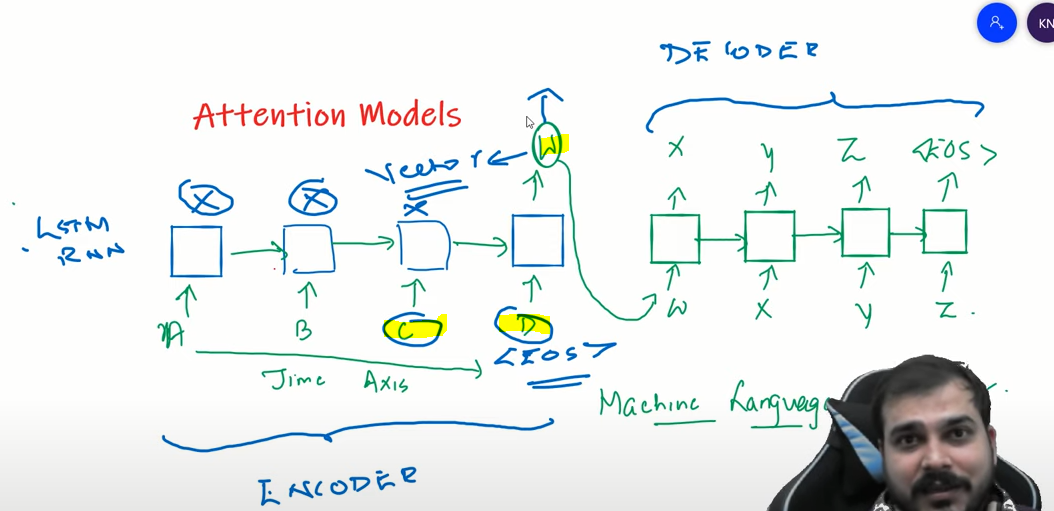 KN
DECODER
Attention Models
W
Vector
X Y Z <EOS>
X X X
LSTM
RNN
A B C D
W X Y Z
<EOS>
Time Axis
Machine Language
ENCODER